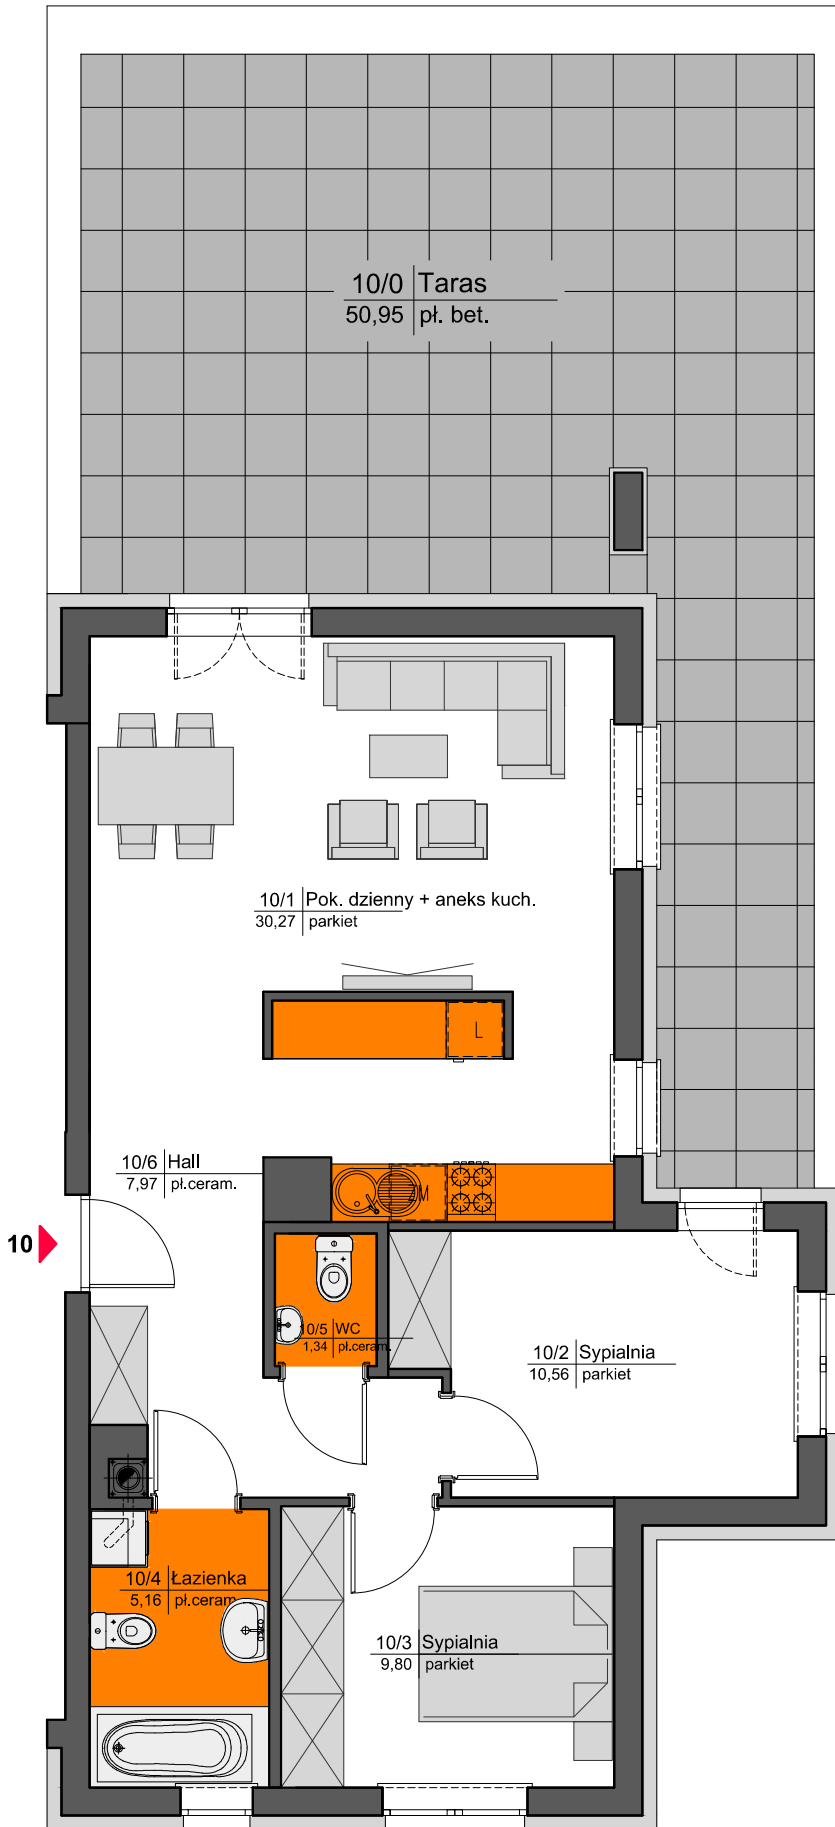 10/0 Taras
50,95 pł. bet.
10/1 Pok. dzienny + aneks kuch.
30,27 parkiet
L
10/6 Hall
7,97 pł.ceram.
ZM
10
10/5 WC
1,34 pł.ceram.
10/2 Sypialnia
10,56 parkiet
10/4 Łazienka
5,16 pł.ceram.
10/3 Sypialnia
9,80 parkiet